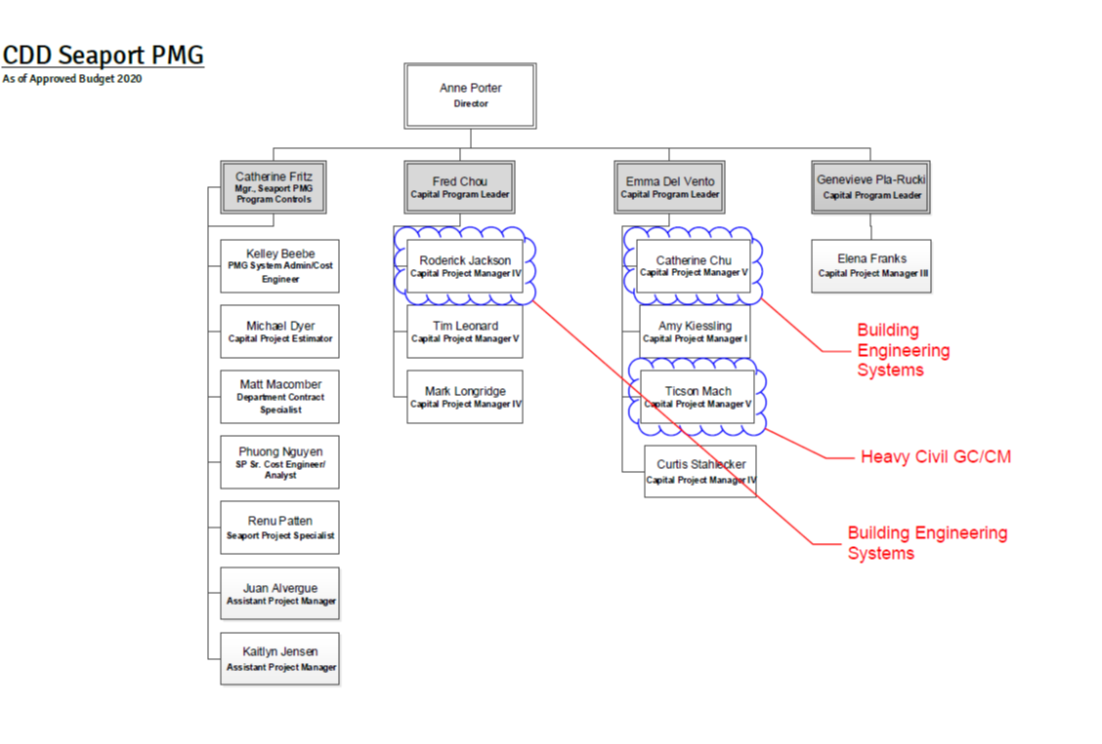 CDD Seaport PMG
As of Approved Budget 2020
Anne Porter
Director
Catherine Fritz
Mgr., Seaport PMG
Program Controls
Fred Chou
Capital Program Leader
Emma Del Vento
Capital Program Leader
Genevieve Pla-Rucki
Capital Program Leader
Kelley Beebe
PMG System Admin/Cost
Engineer
Michael Dyer
Capital Project Estimator
Matt Macomber
Department Contract
Specialist
Phuong Nguyen
SP Sr. Cost Engineer/
Analyst
Renu Patten
Seaport Project Specialist
Juan Alvergue
Assistant Project Manager
Kaitlyn Jensen
Assistant Project Manager
Roderick Jackson
Capital Project Manager IV
Tim Leonard
Capital Project Manager V
Mark Longridge
Capital Project Manager IV
Catherine Chu
Capital Project Manager V
Amy Kiessling
Capital Project Manager I
Ticson Mach
Capital Project Manager V
Curtis Stahlecker
Capital Project Manager IV
Elena Franks
Capital Project Manager III
Building
Engineering
Systems
Heavy Civil GC/CM
Building Engineering
Systems